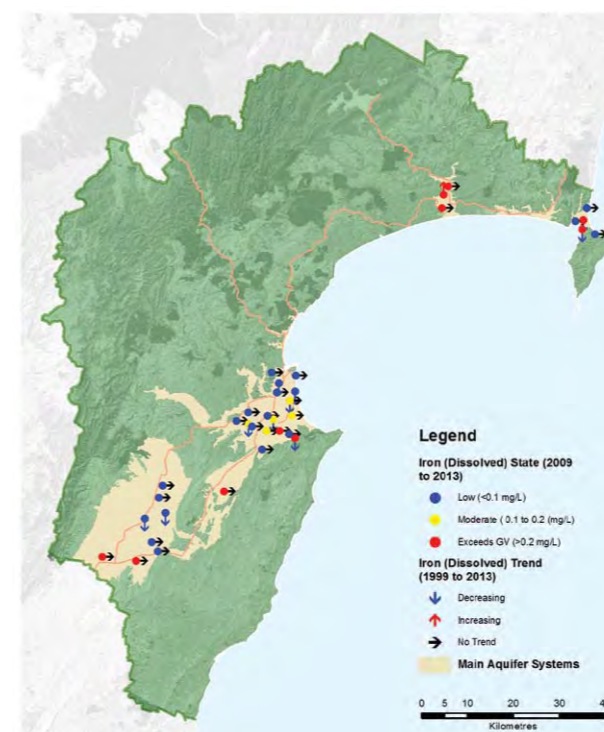 Legend
Iron (Dissolved) State (2009
to 2013)
Low (<0.1 mg/L)
Moderate ( 0.1 to 0.2 (mg/L)
Exceeds GV (>0.2 mg/L)
Iron (Dissolved) Trend
(1999 to 2013)
Decreasing
Increasing
No Trend
Main Aquifer Systems
0 5 10 20 30 40
Kilometres